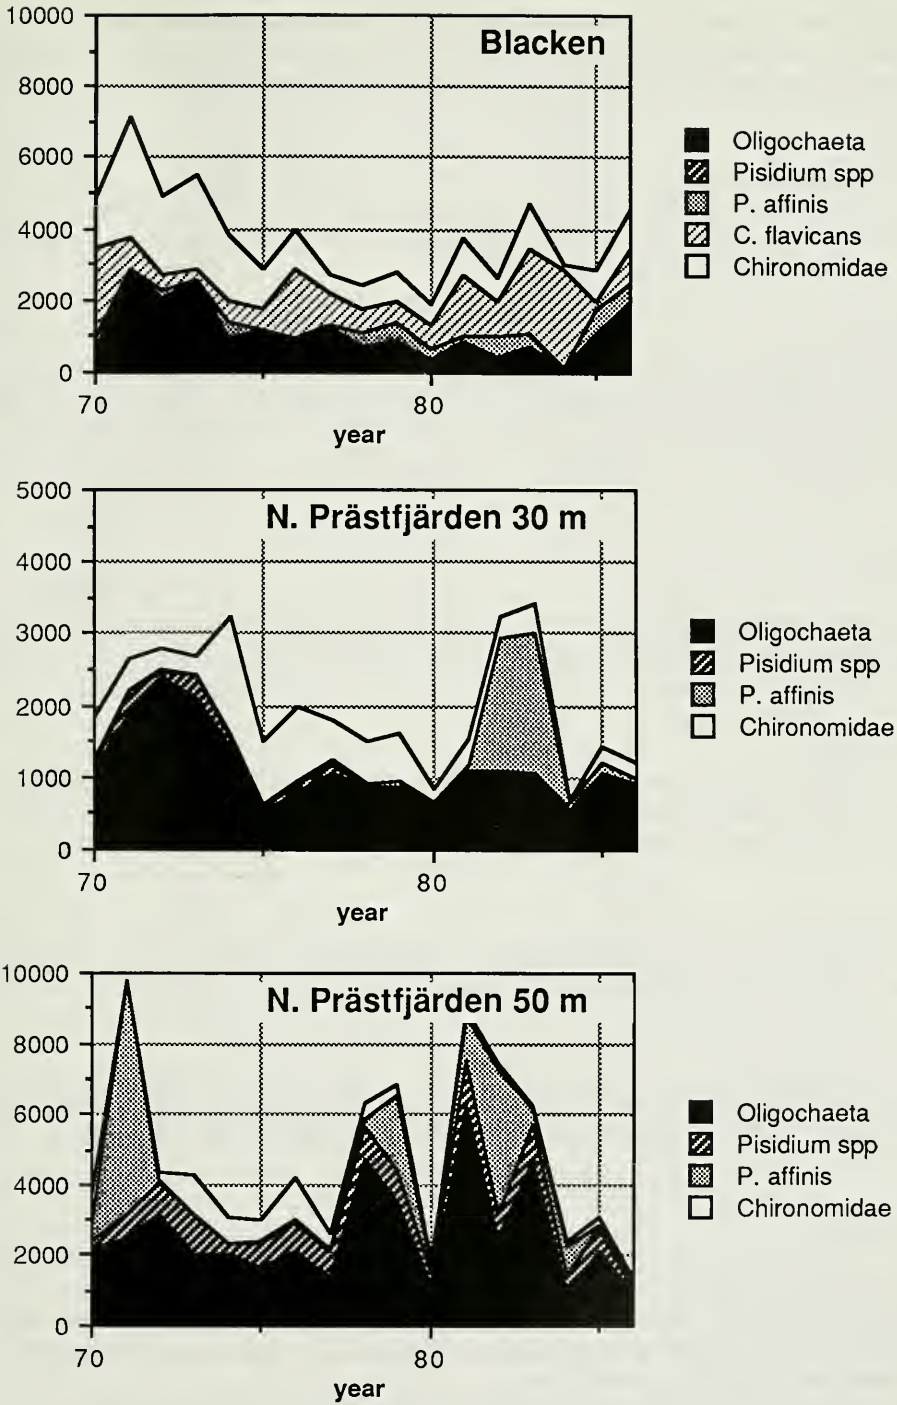 10000
Blacken
8000
6000
4000
2000
0
70
80
year
Oligochaeta
Pisidium spp
P. affinis
C. flavicans
Chironomidae
5000
N. Prästfjärden 30 m
4000
3000
2000
1000
0
70
80
year
Oligochaeta
Pisidium spp
P. affinis
Chironomidae
10000
N. Prästfjärden 50 m
8000
6000
4000
2000
0
70
80
year
Oligochaeta
Pisidium spp
P. affinis
Chironomidae